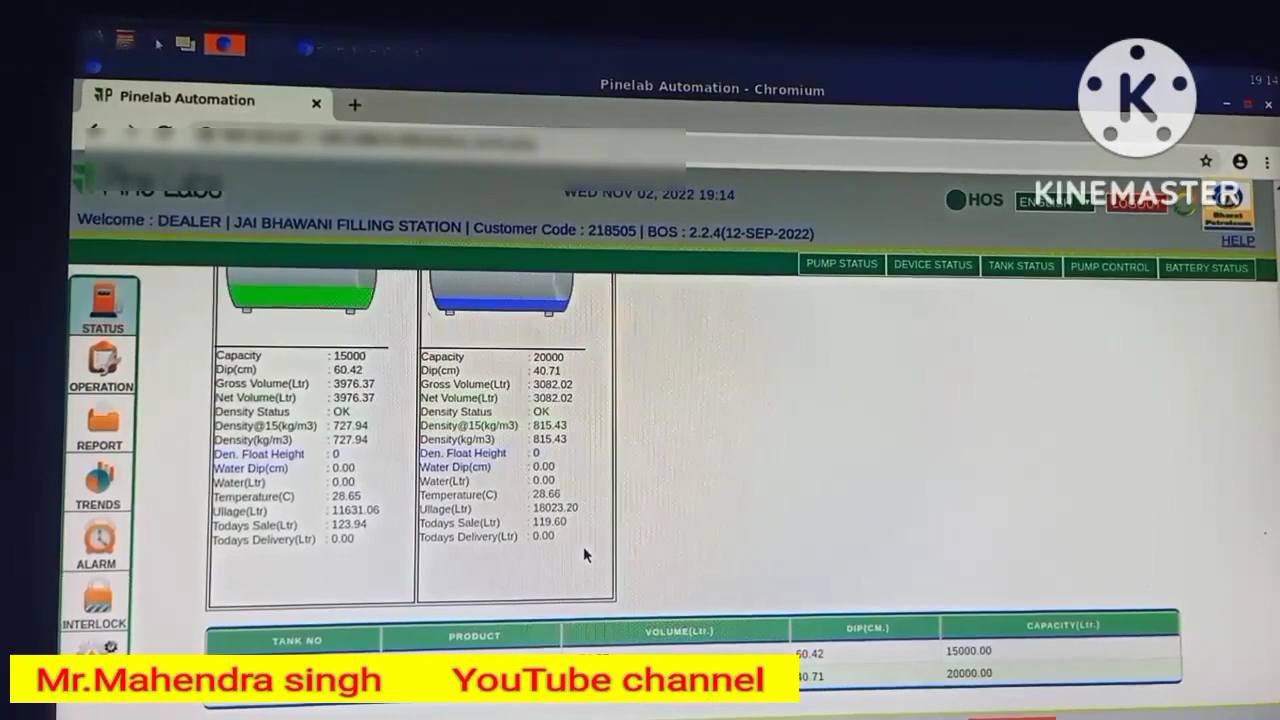 Pinelab Automation - Chromium
19:14
Pinelab Automation
WED NOV 02, 2022 19:14
HOS
KINEMASTER
Bharat
Petroleum
HELP
Welcome : DEALER | JAI BHAWANI FILLING STATION | Customer Code : 218505 | BOS : 2.2.4(12-SEP-2022)
PUMP STATUS DEVICE STATUS TANK STATUS PUMP CONTROL BATTERY STATUS
STATUS
OPERATION
REPORT
TRENDS
ALARM
INTERLOCK
Capacity : 15000
Dip(cm) : 60.42
Gross Volume(Ltr) : 3976.37
Net Volume(Ltr) : 3976.37
Density Status : OK
Density@15(kg/m3) : 727.94
Density(kg/m3) : 727.94
Den. Float Height : 0
Water Dip(cm) : 0.00
Water(Ltr) : 0.00
Temperature(C) : 28.65
Ullage(Ltr) : 11631.06
Todays Sale(Ltr) : 123.94
Todays Delivery(Ltr) : 0.00
Capacity : 20000
Dip(cm) : 40.71
Gross Volume(Ltr) : 3082.02
Net Volume(Ltr) : 3082.02
Density Status : OK
Density@15(kg/m3) : 815.43
Density(kg/m3) : 815.43
Den. Float Height : 0
Water Dip(cm) : 0.00
Water(Ltr) : 0.00
Temperature(C) : 28.66
Ullage(Ltr) : 18023.20
Todays Sale(Ltr) : 119.60
Todays Delivery(Ltr) : 0.00
TANK NO PRODUCT VOLUME(Ltr.) DIP(CM.) CAPACITY(Ltr.)
60.42 15000.00
40.71 20000.00
Mr.Mahendra singh YouTube channel